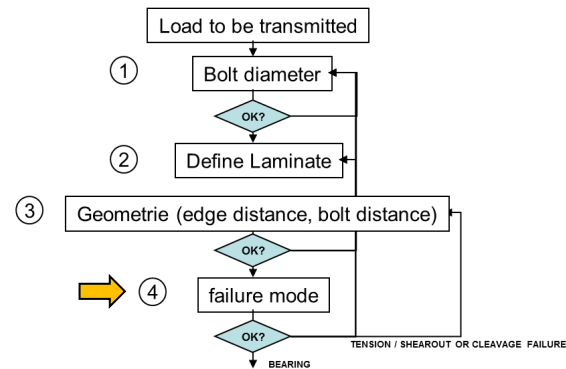 Load to be transmitted
1
Bolt diameter
OK?
2
Define Laminate
3
Geometrie (edge distance, bolt distance)
OK?
4
failure mode
OK?
TENSION / SHEAROUT OR CLEAVAGE FAILURE
BEARING